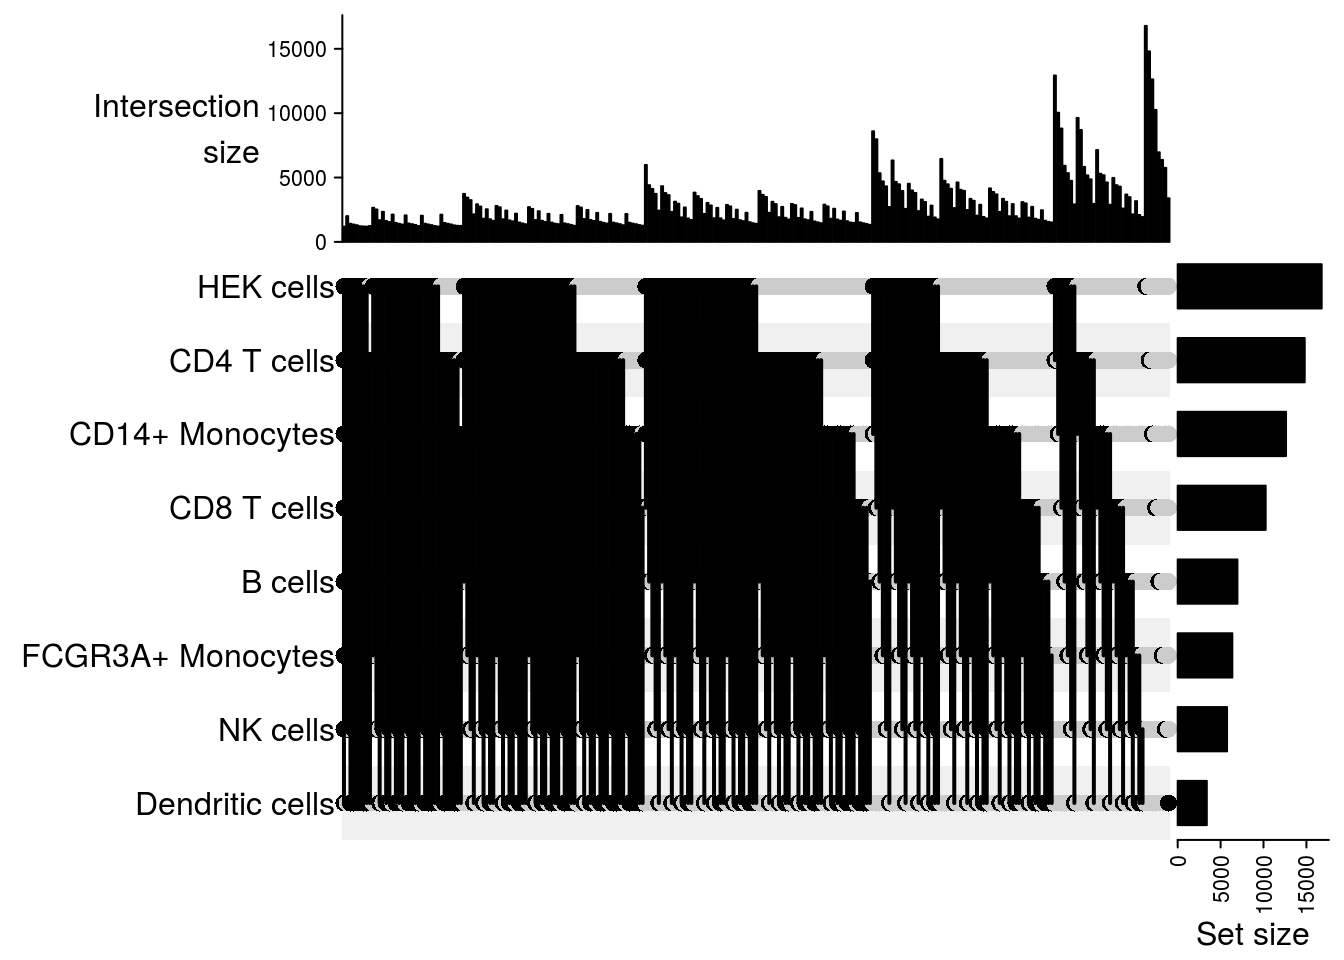 15000
10000
5000
0
Intersection
size
HEK cells
CD4 T cells
CD14+ Monocytes
CD8 T cells
B cells
FCGR3A+ Monocytes
NK cells
Dendritic cells
0
5000
10000
15000
Set size